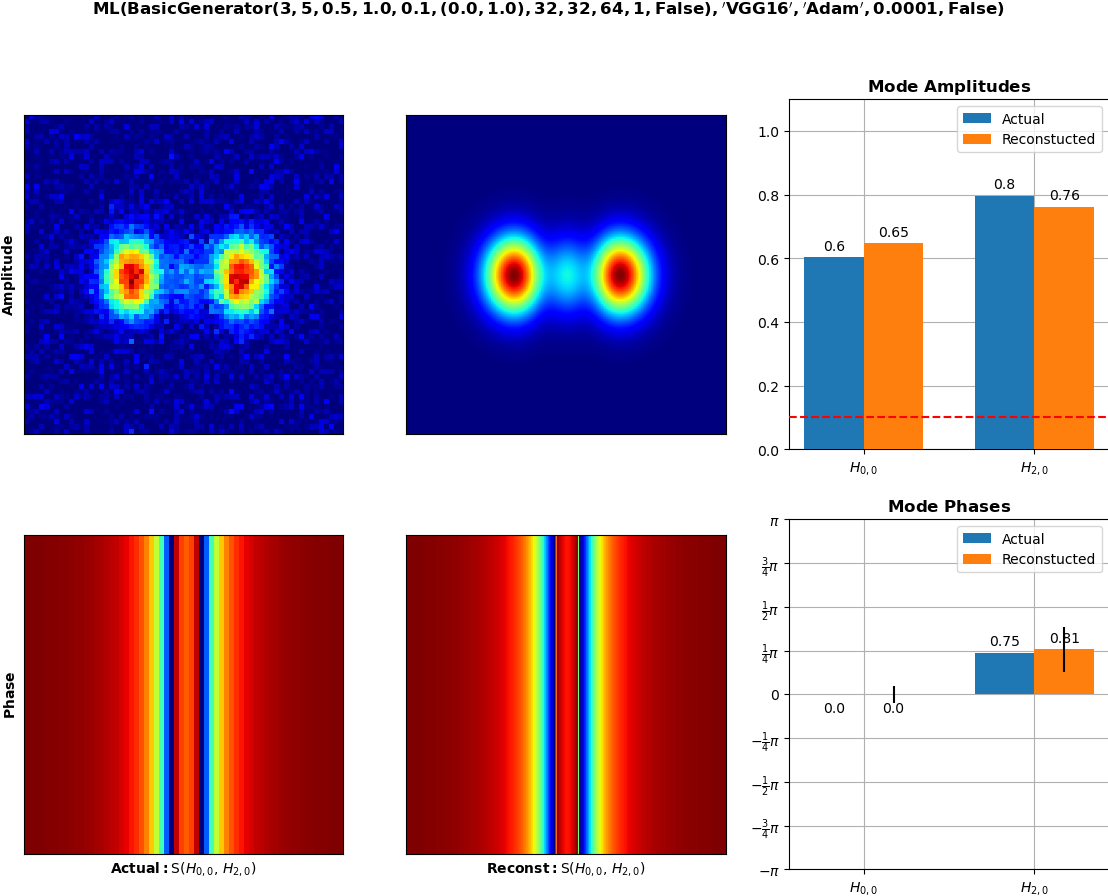 ML(BasicGenerator(3, 5, 0.5, 1.0, 0.1, (0.0, 1.0), 32, 32, 64, 1, False), ′VGG16′, ′Adam′, 0.0001, False)
Amplitude
Mode Amplitudes
Actual
Reconstucted
1.0
0.8
0.6
0.4
0.2
0.0
0.6
0.65
0.8
0.76
H0,0
H2,0
Phase
Actual: S(H0,0, H2,0)
Reconst: S(H0,0, H2,0)
Mode Phases
Actual
Reconstucted
π
3/4π
1/2π
1/4π
0
−1/4π
−1/2π
−3/4π
−π
0.0
0.0
0.75
0.81
H0,0
H2,0